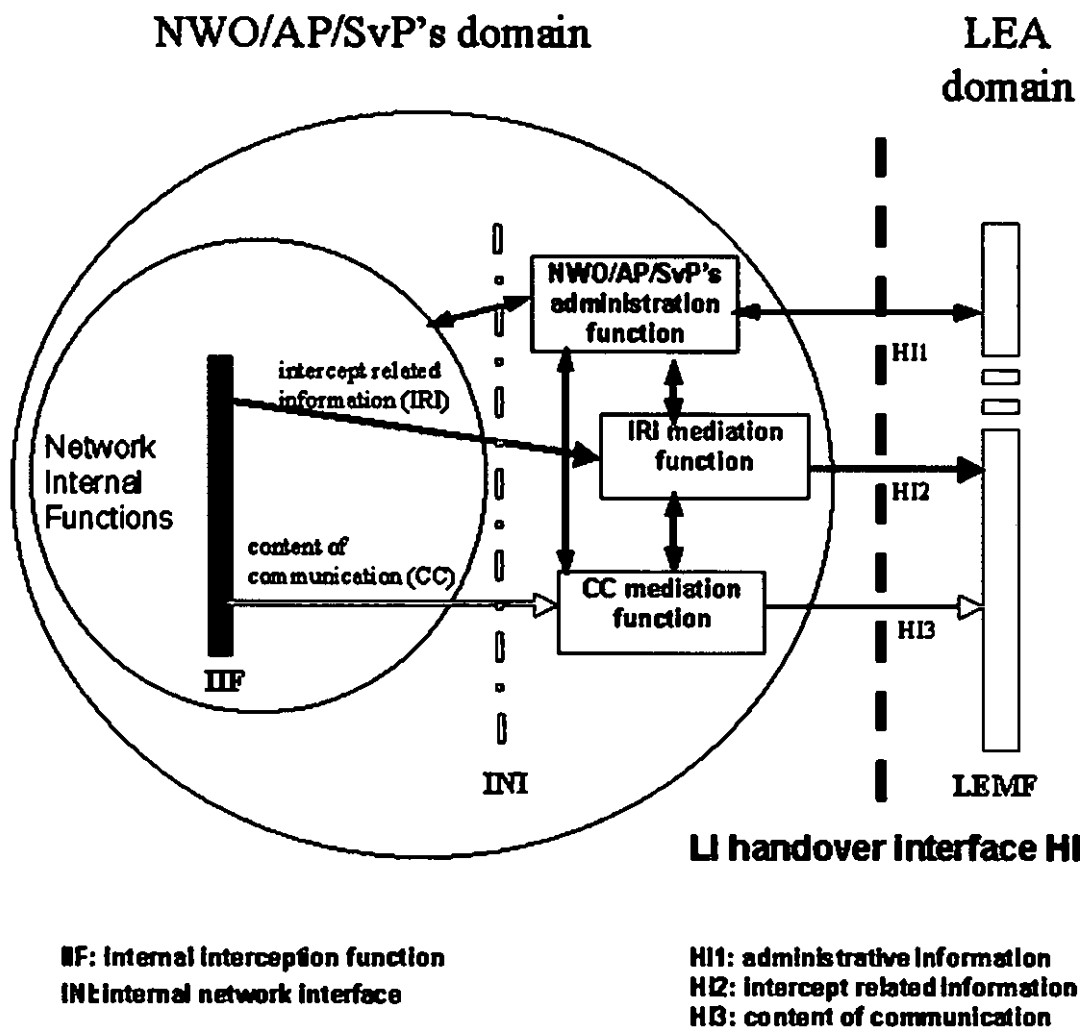 NWO/AP/SvP's domain
LEA
domain
NWO/AP/SvP's
administration
function
HI1
intercept related
information (IRI)
IRI mediation
function
Network
Internal
Functions
HI2
content of
communication (CC)
CC mediation
function
HI3
IIF
INI
LEMF
LI handover interface HI
IIF: internal interception function
INI: internal network interface
HI1: administrative information
HI2: intercept related information
HI3: content of communication